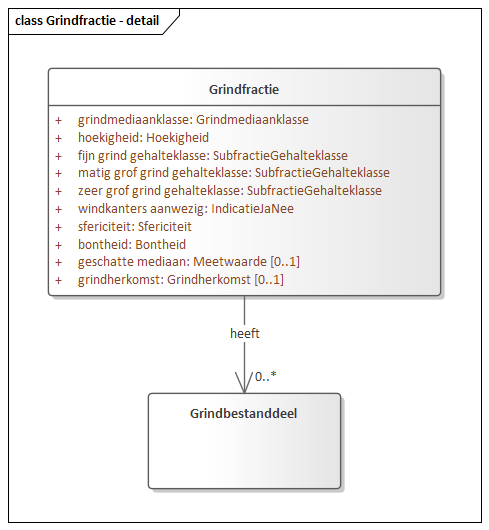 class Grindfractie - detail
Grindfractie
+ grindmediaanklasse: Grindmediaanklasse
+ hoekigheid: Hoekigheid
+ fijn grind gehalteklasse: SubfractieGehalteklasse
+ matig grof grind gehalteklasse: SubfractieGehalteklasse
+ zeer grof grind gehalteklasse: SubfractieGehalteklasse
+ windkanters aanwezig: IndicatieJaNee
+ sfericiteit: Sfericiteit
+ bontheid: Bontheid
+ geschatte mediaan: Meetwaarde [0..1]
+ grindherkomst: Grindherkomst [0..1]
heeft
0..*
Grindbestanddeel